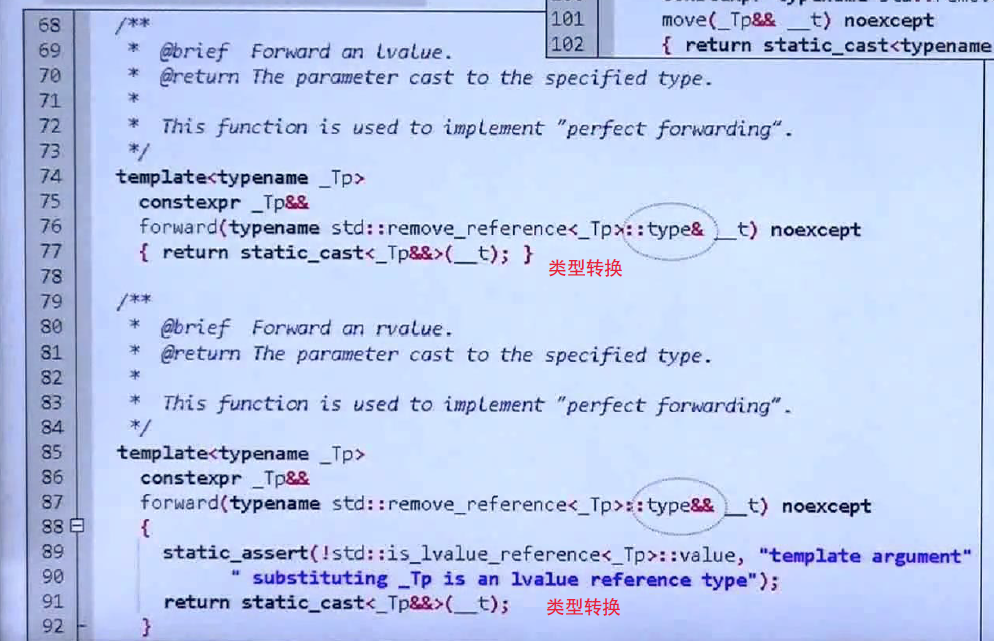 101 move(_Tp&& __t) noexcept
102 { return static_cast<typename
68 /**
69 * @brief Forward an lvalue.
70 * @return The parameter cast to the specified type.
71 *
72 * This function is used to implement "perfect forwarding".
73 */
74 template<typename _Tp>
75 constexpr _Tp&&
76 forward(typename std::remove_reference<_Tp>::type& __t) noexcept
77 { return static_cast<_Tp&&>(__t); }
类型转换
78
79 /**
80 * @brief Forward an rvalue.
81 * @return The parameter cast to the specified type.
82 *
83 * This function is used to implement "perfect forwarding".
84 */
85 template<typename _Tp>
86 constexpr _Tp&&
87 forward(typename std::remove_reference<_Tp>::type&& __t) noexcept
88 {
89 static_assert(!std::is_lvalue_reference<_Tp>::value, "template argument"
90 " substituting _Tp is an lvalue reference type");
91 return static_cast<_Tp&&>(__t);
类型转换
92 }